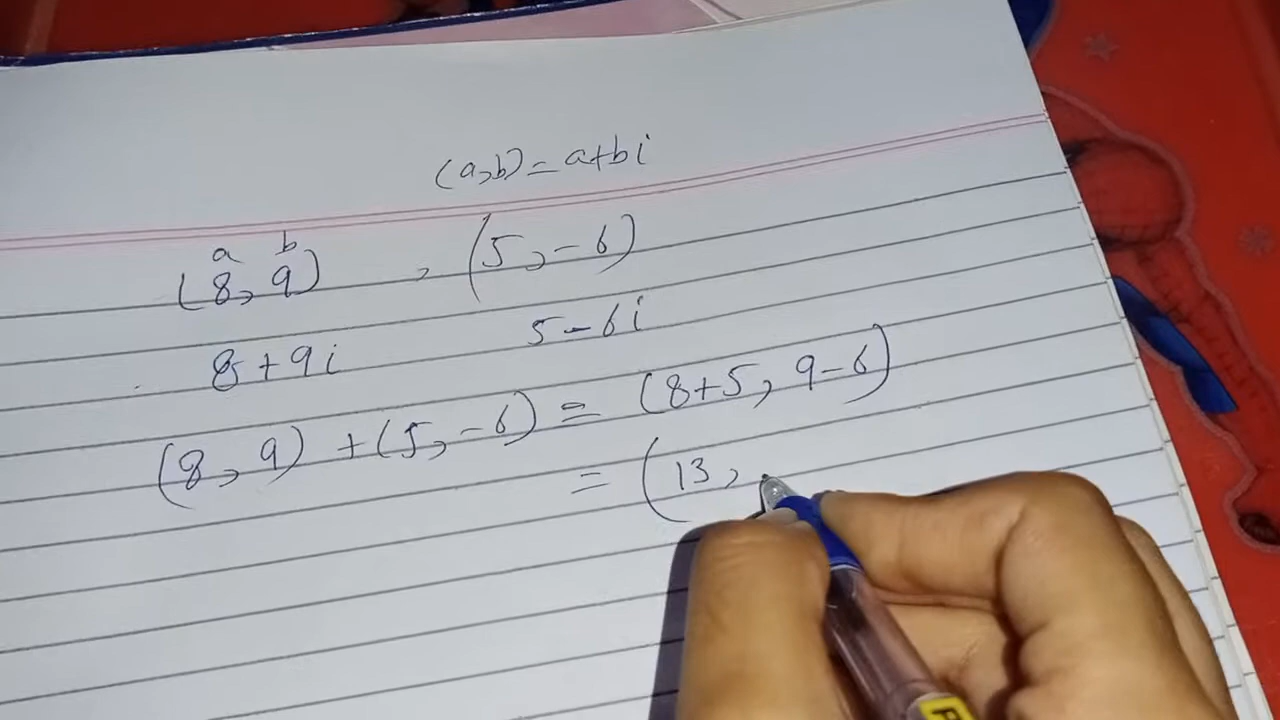 (a,b)=a+bi
a b
(8, 9) , (5, -6)
8+9i 5-6i
(8, 9) +(5, -6) = (8+5, 9-6)
= (13,